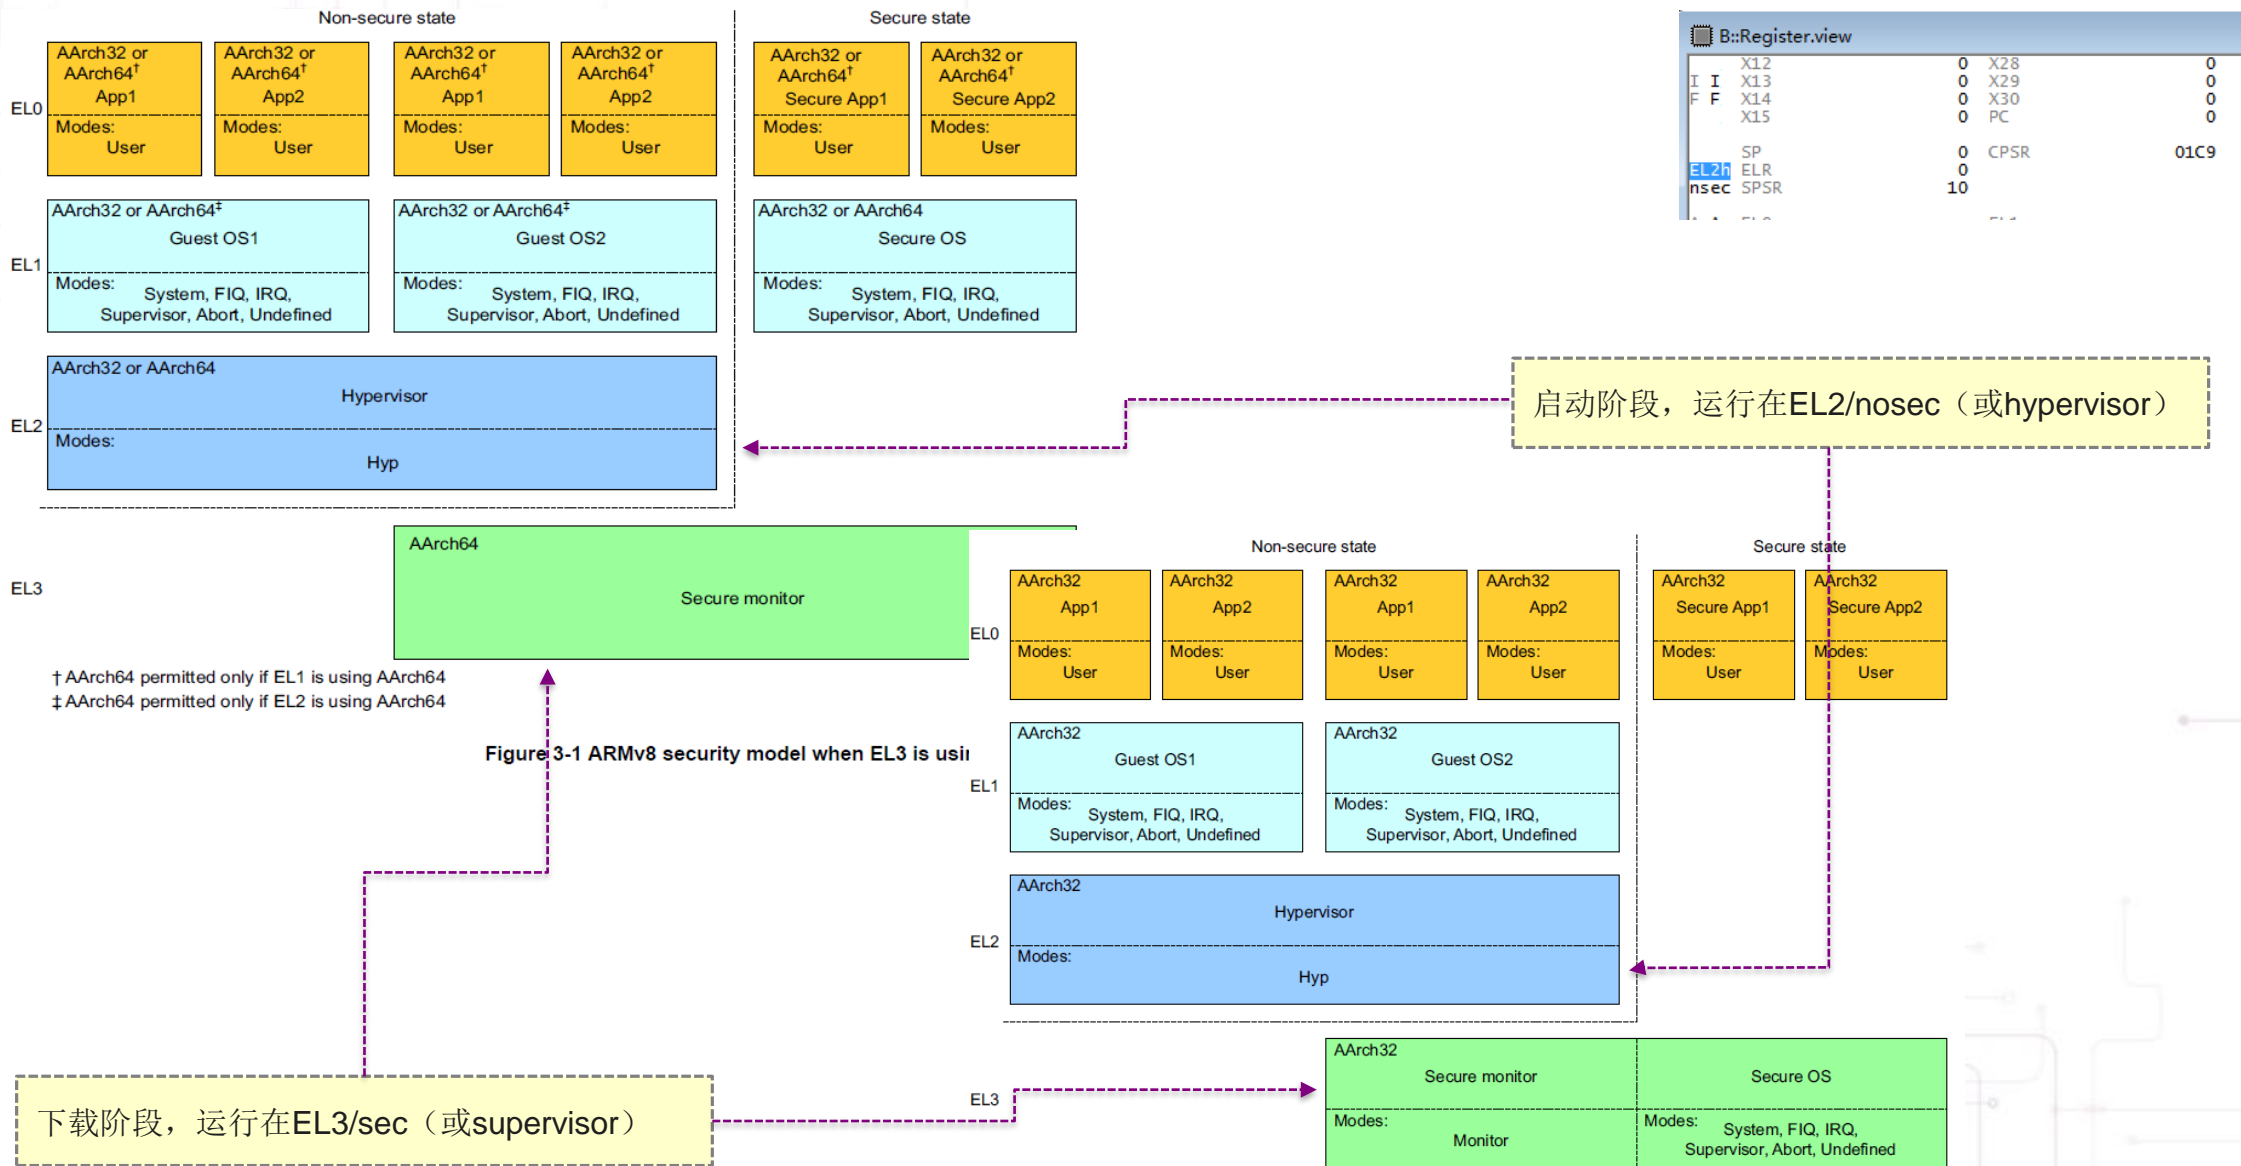 Non-secure state
Secure state
AArch32 or
AArch64†
App1
Modes:
User
AArch32 or
AArch64†
App2
Modes:
User
AArch32 or
AArch64†
App1
Modes:
User
AArch32 or
AArch64†
App2
Modes:
User
AArch32 or
AArch64†
Secure App1
Modes:
User
AArch32 or
AArch64†
Secure App2
Modes:
User
EL0
AArch32 or AArch64‡
Guest OS1
Modes:
System, FIQ, IRQ,
Supervisor, Abort, Undefined
AArch32 or AArch64‡
Guest OS2
Modes:
System, FIQ, IRQ,
Supervisor, Abort, Undefined
AArch32 or AArch64
Secure OS
Modes:
System, FIQ, IRQ,
Supervisor, Abort, Undefined
EL1
AArch32 or AArch64
Hypervisor
Modes:
Hyp
EL2
AArch64
Secure monitor
EL3
† AArch64 permitted only if EL1 is using AArch64
‡ AArch64 permitted only if EL2 is using AArch64
Figure 3-1 ARMv8 security model when EL3 is usin
B::Register.view
X12 0 X28 0
I I X13 0 X29 0
F F X14 0 X30 0
X15 0 PC 0
SP 0 CPSR 01C9
EL2h ELR 0
nsec SPSR 10
启动阶段，运行在EL2/nosec（或hypervisor）
Non-secure state
Secure state
AArch32
App1
Modes:
User
AArch32
App2
Modes:
User
AArch32
App1
Modes:
User
AArch32
App2
Modes:
User
AArch32
Secure App1
Modes:
User
AArch32
Secure App2
Modes:
User
EL0
AArch32
Guest OS1
Modes:
System, FIQ, IRQ,
Supervisor, Abort, Undefined
AArch32
Guest OS2
Modes:
System, FIQ, IRQ,
Supervisor, Abort, Undefined
EL1
AArch32
Hypervisor
Modes:
Hyp
EL2
AArch32
Secure monitor
Modes:
Monitor
Secure OS
Modes:
System, FIQ, IRQ,
Supervisor, Abort, Undefined
EL3
下载阶段，运行在EL3/sec（或supervisor）